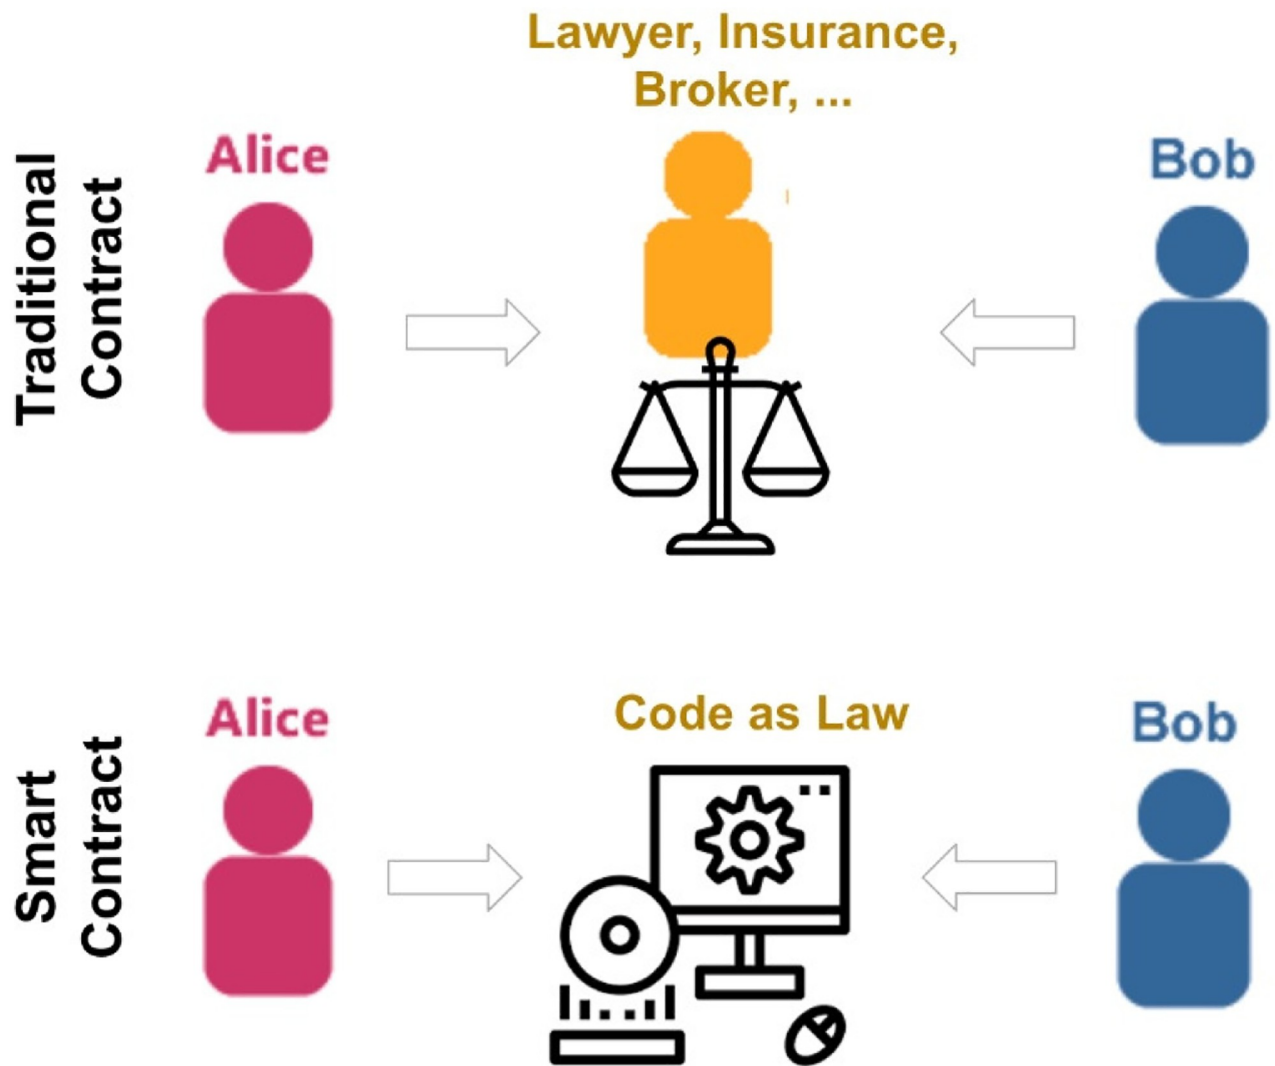 Lawyer, Insurance,
Broker, ...
Traditional
Contract
Alice
Bob
Smart
Contract
Alice
Code as Law
Bob